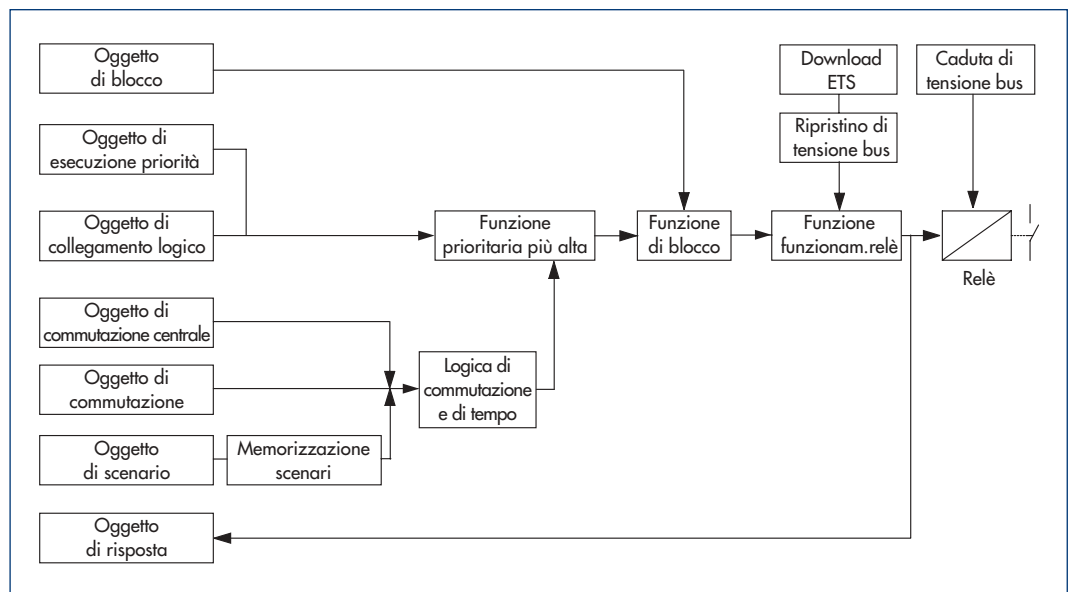 Oggetto
di blocco
Download
ETS
Caduta di
tensione bus
Oggetto di
esecuzione priorità
Ripristino di
tensione bus
Oggetto di
collegamento logico
Funzione
prioritaria più alta
Funzione
di blocco
Funzione
funzionam.relè
Relè
Oggetto di
commutazione centrale
Oggetto di
commutazione
Logica di
commutazione
e di tempo
Oggetto
di scenario
Memorizzazione
scenari
Oggetto
di risposta